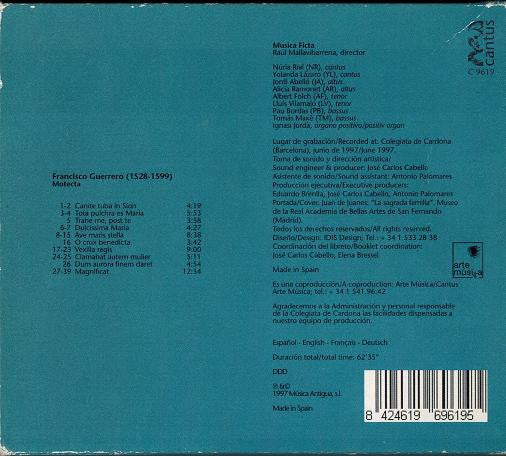 cantus
C 9619
Musica Ficta
Raúl Mallavibarrena, director
Núria Rial (NR), cantus
Yolanda Lázaro (YL), cantus
Jordi Abelló (JA), altus
Alicia Ramonet (AR), altus
Albert Folch (AF), tenor
Lluís Vilamajo (LV), tenor
Pau Bordas (PB), bassus
Tomàs Maxé (TM), bassus
Ignasi Jordà, órgano positivo/positiv organ
Lugar de grabación/Recorded at: Colegiata de Cardona
(Barcelona), junio de 1997/June 1997.
Toma de sonido y dirección artística/
Sound engineer & producer: José Carlos Cabello
Asistente de sonido/Sound assistant: Antonio Palomares
Producción ejecutiva/Executive producers:
Eduardo Brenlla, José Carlos Cabello, Antonio Palomares
Portada/Cover: Juan de Juanes: "La sagrada familia". Museo
de la Real Academia de Bellas Artes de San Fernando
(Madrid).
Todos los derechos reservados/All rights reserved.
Diseño/Design: IDIS Design; Tel.: + 34 1 533 28 38
Coordinación del libreto/Booklet coordination:
José Carlos Cabello, Elena Bressel
Made in Spain
Es una coproducción/A coproduction: Arte Música/Cantus
Arte Música; tel.: + 34 1 541 96 42
Agradecemos a la Administración y personal responsable
de la Colegiata de Cardona las facilidades dispensadas a
nuestro equipo de producción.
Español - English - Français - Deutsch
Duración total/total time: 62'35"
DDD
℗ &©
1997 Música Antigua, s.l.
Made in Spain
arte
música
8 424619 696195
Francisco Guerrero (1528-1599)
Motecta
1-2 Canite tuba in Sion 4:19
3-4 Tota pulchra es Maria 5:53
5 Trahe me, post te 3:58
6-7 Dulcissima Maria 4:27
8-15 Ave maris stella 8:38
16 O crux benedicta 3:42
17-23 Vexilla regis 9:00
24-25 Clamabat autem mulier 5:11
26 Dum aurora finem daret 4:54
27-39 Magnificat 12:34